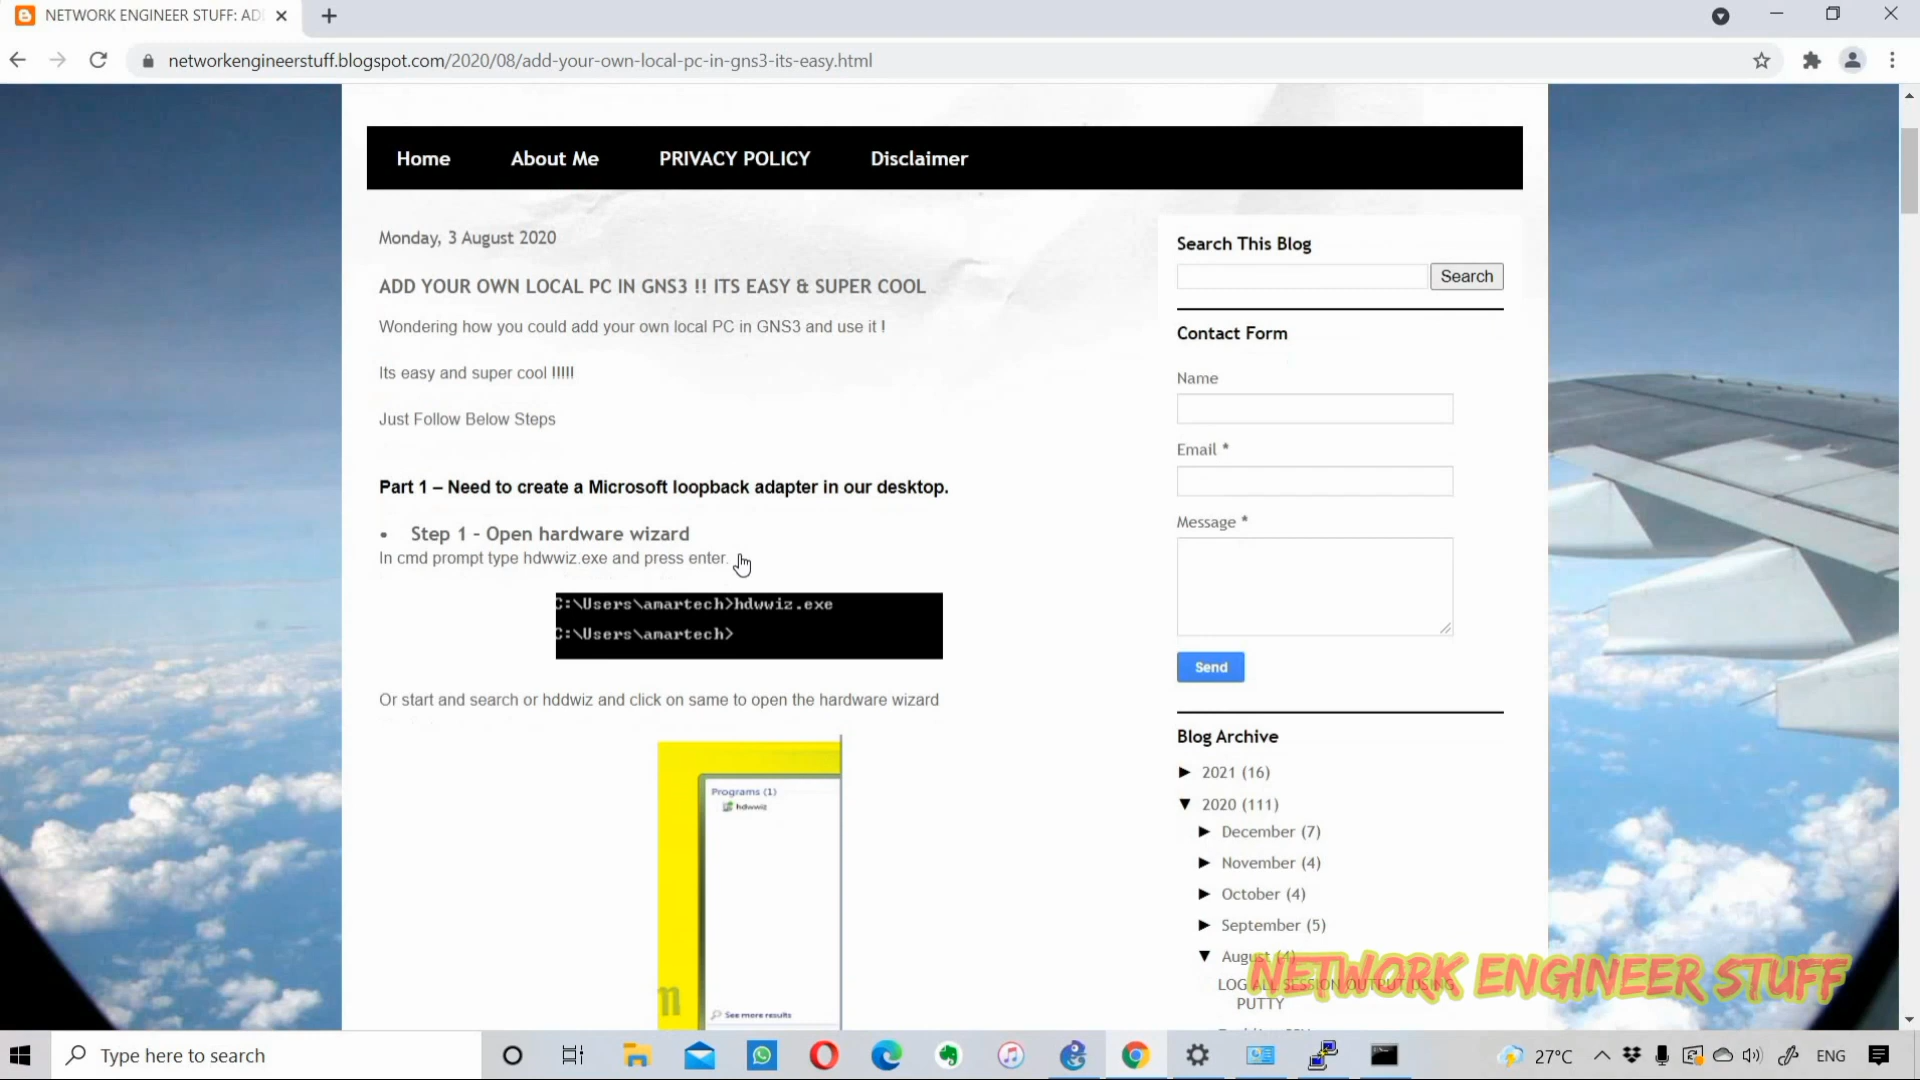 NETWORK ENGINEER STUFF: AD
networkengineerstuff.blogspot.com/2020/08/add-your-own-local-pc-in-gns3-its-easy.html
Home About Me PRIVACY POLICY Disclaimer
Monday, 3 August 2020
ADD YOUR OWN LOCAL PC IN GNS3 !! ITS EASY & SUPER COOL
Wondering how you could add your own local PC in GNS3 and use it !
Its easy and super cool !!!!!
Just Follow Below Steps
Part 1 – Need to create a Microsoft loopback adapter in our desktop.
• Step 1 - Open hardware wizard
In cmd prompt type hdwwiz.exe and press enter.
C:\Users\amartech>hdwwiz.exe
C:\Users\amartech>
Or start and search or hddwiz and click on same to open the hardware wizard
Programs (1)
hdwwiz
m
See more results
Search This Blog
Search
Contact Form
Name
Email *
Message *
Send
Blog Archive
► 2021 (16)
▼ 2020 (111)
► December (7)
► November (4)
► October (4)
► September (5)
▼ August (4)
LOG ALL SESSION OUTPUT USING
PUTTY
NETWORK ENGINEER STUFF
Type here to search
27°C
ENG